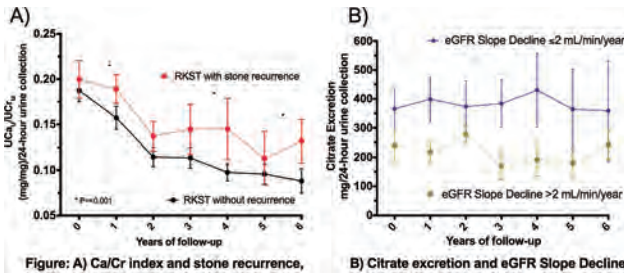 A)
B)
UCa/UCr
(mg/mg)/24-hour urine collection
0.20
0.15
0.10
0.05
RKST with stone recurrence
RKST without recurrence
* P=<0.001
0 1 2 3 4 5 6
Years of follow-up
eGFR Slope Decline ≤2 mL/min/year
Citrate Excretion
mg/24-hour urine collection
600
500
400
300
200
100
0
eGFR Slope Decline >2 mL/min/year
0 1 2 3 4 5 6
Years of follow-up
Figure: A) Ca/Cr index and stone recurrence,
B) Citrate excretion and eGFR Slope Decline